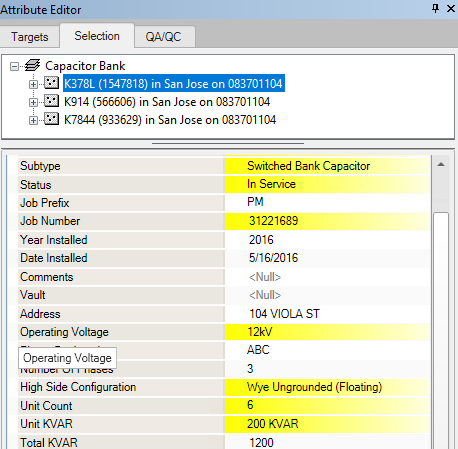 Attribute Editor
Targets Selection QA/QC
Capacitor Bank
K378L (1547818) in San Jose on 083701104
K914 (566606) in San Jose on 083701104
K7844 (933629) in San Jose on 083701104
Subtype Switched Bank Capacitor
Status In Service
Job Prefix PM
Job Number 31221689
Year Installed 2016
Date Installed 5/16/2016
Comments <Null>
Vault <Null>
Address 104 VIOLA ST
Operating Voltage 12kV
ABC
Operating Voltage
Number Of Phases 3
High Side Configuration Wye Ungrounded (Floating)
Unit Count 6
Unit KVAR 200 KVAR
Total KVAR 1200